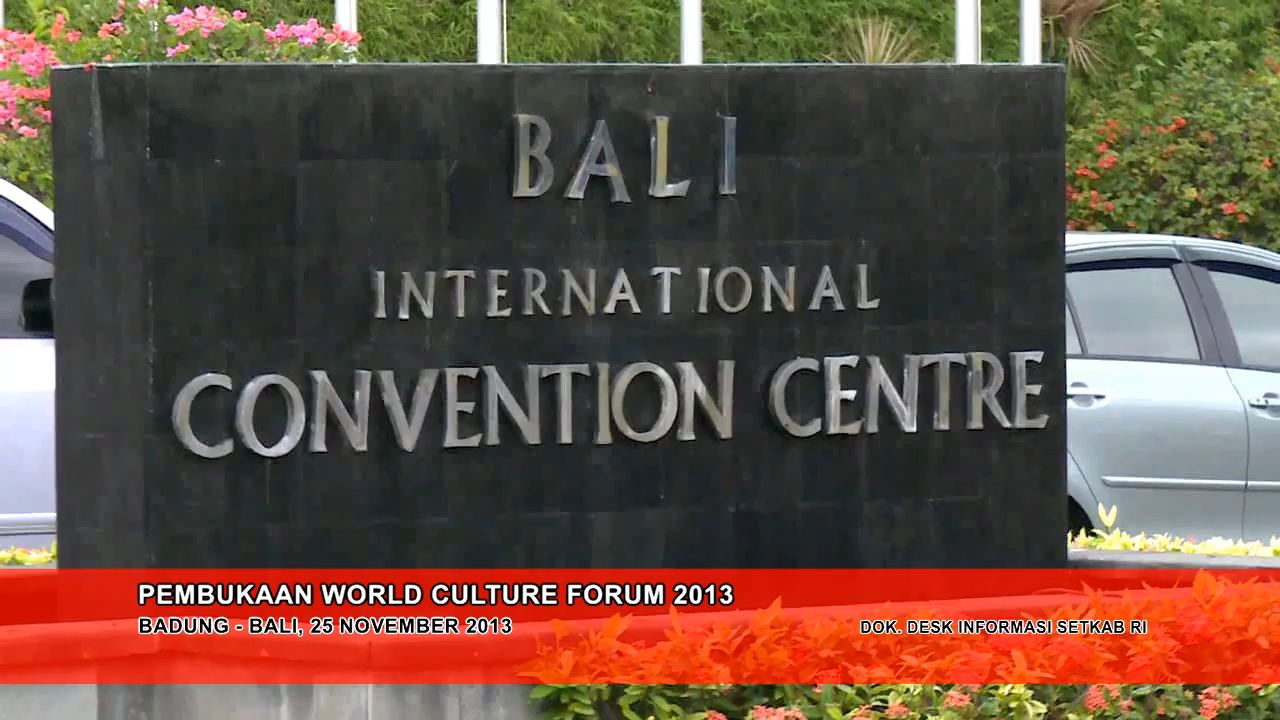 BALI
INTERNATIONAL
CONVENTION CENTRE
PEMBUKAAN WORLD CULTURE FORUM 2013
BADUNG - BALI, 25 NOVEMBER 2013
DOK. DESK INFORMASI SETKAB RI